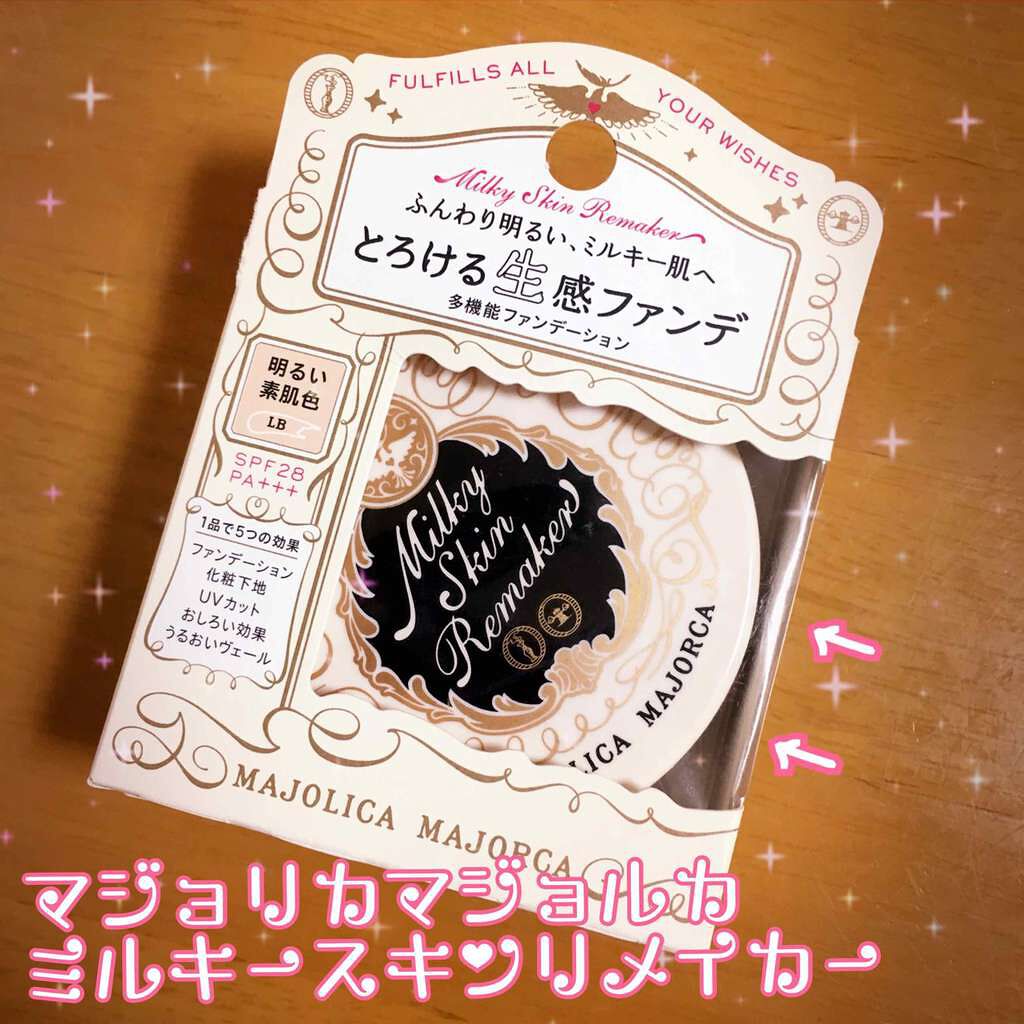 FULFILLS ALL
YOUR WISHES
Milky Skin Remaker
ふんわり明るい、ミルキー肌へ
とろける生感ファンデ
多機能ファンデーション
明るい
素肌色
LB
SPF28
PA+++
1品で5つの効果
ファンデーション
化粧下地
UVカット
おしろい効果
うるおいヴェール
Milky
Skin
Remaker
LICA MAJORCA
MAJOLICA MAJORCA
マジョリカマジョルカ
ミルキースキンリメイカー